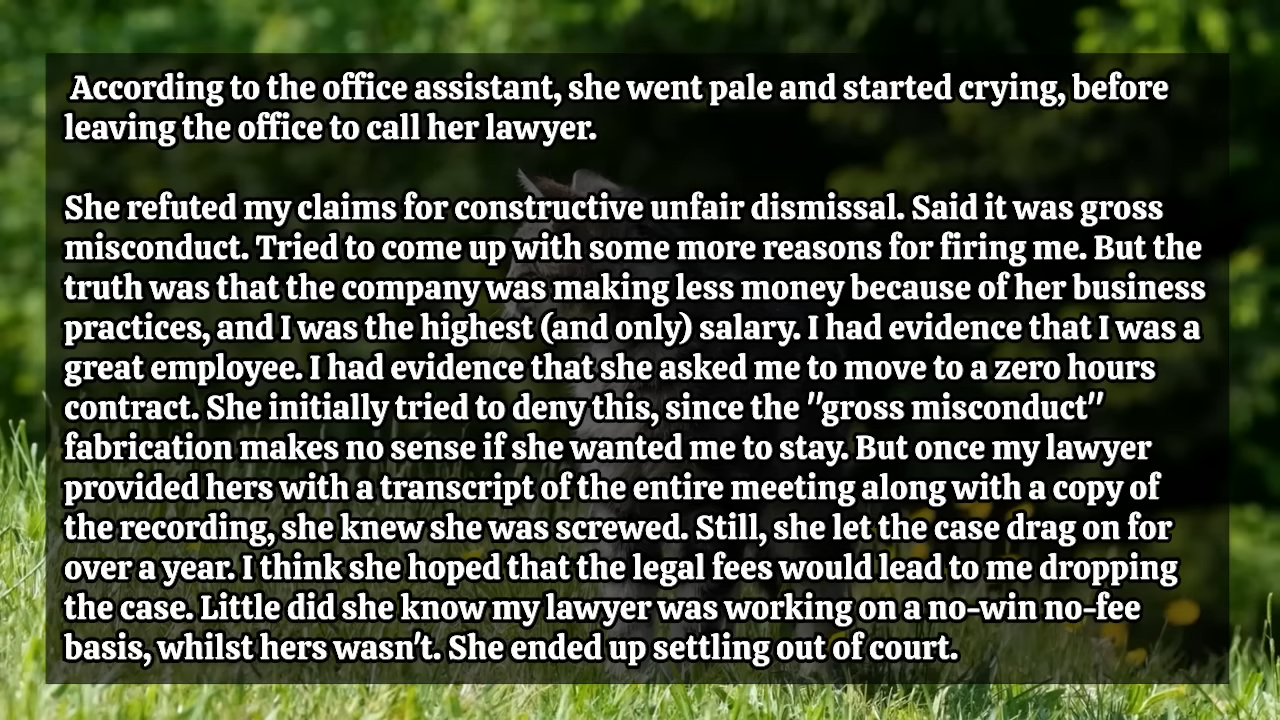 According to the office assistant, she went pale and started crying, before
leaving the office to call her lawyer.
She refuted my claims for constructive unfair dismissal. Said it was gross
misconduct. Tried to come up with some more reasons for firing me. But the
truth was that the company was making less money because of her business
practices, and I was the highest (and only) salary. I had evidence that I was a
great employee. I had evidence that she asked me to move to a zero hours
contract. She initially tried to deny this, since the "gross misconduct"
fabrication makes no sense if she wanted me to stay. But once my lawyer
provided hers with a transcript of the entire meeting along with a copy of
the recording, she knew she was screwed. Still, she let the case drag on for
over a year. I think she hoped that the legal fees would lead to me dropping
the case. Little did she know my lawyer was working on a no-win no-fee
basis, whilst hers wasn't. She ended up settling out of court.